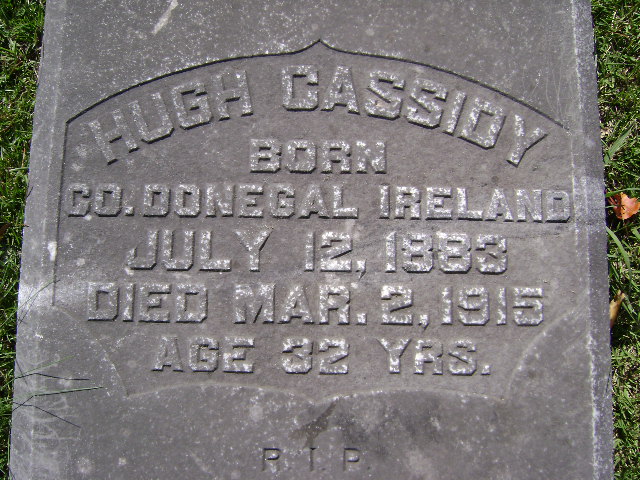 HUGH CASSIDY
BORN
CO. DONEGAL IRELAND
JULY 12, 1883
DIED MAR. 2, 1915
AGE 32 YRS.
R.I.P.